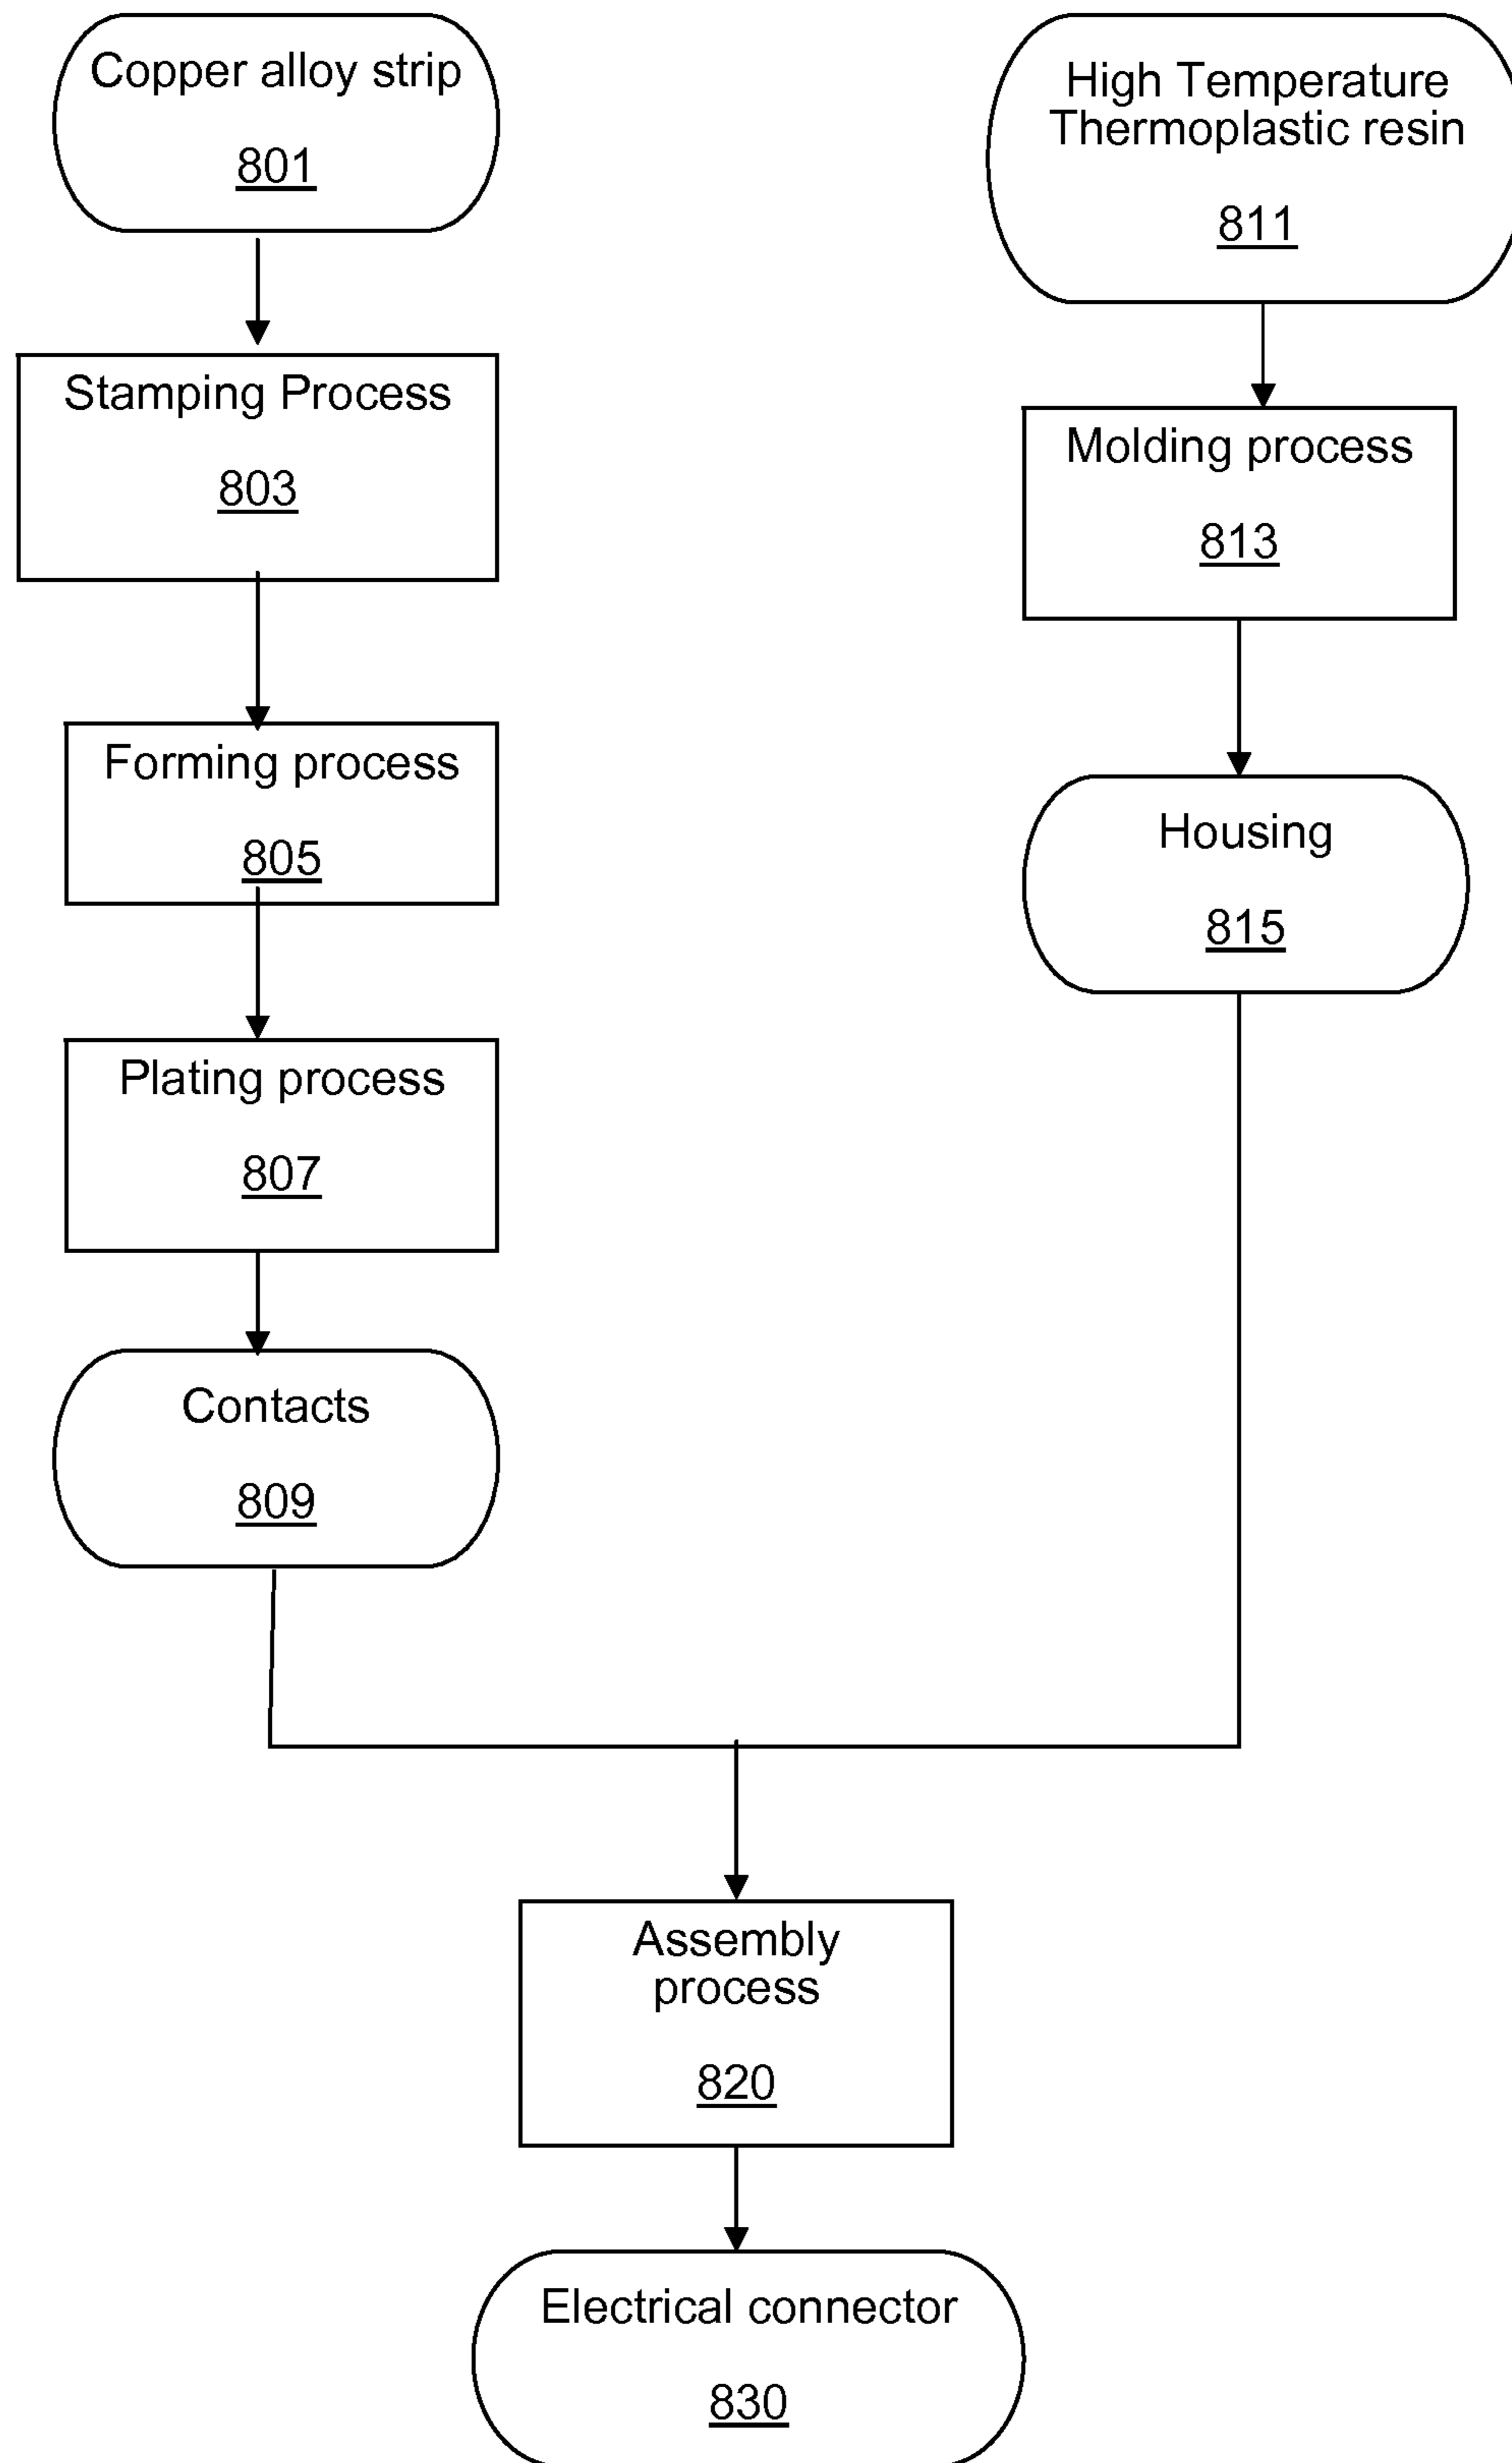 Copper alloy strip
801
Stamping Process
803
Forming process
805
Plating process
807
Contacts
809
High Temperature
Thermoplastic resin
811
Molding process
813
Housing
815
Assembly
process
820
Electrical connector
830